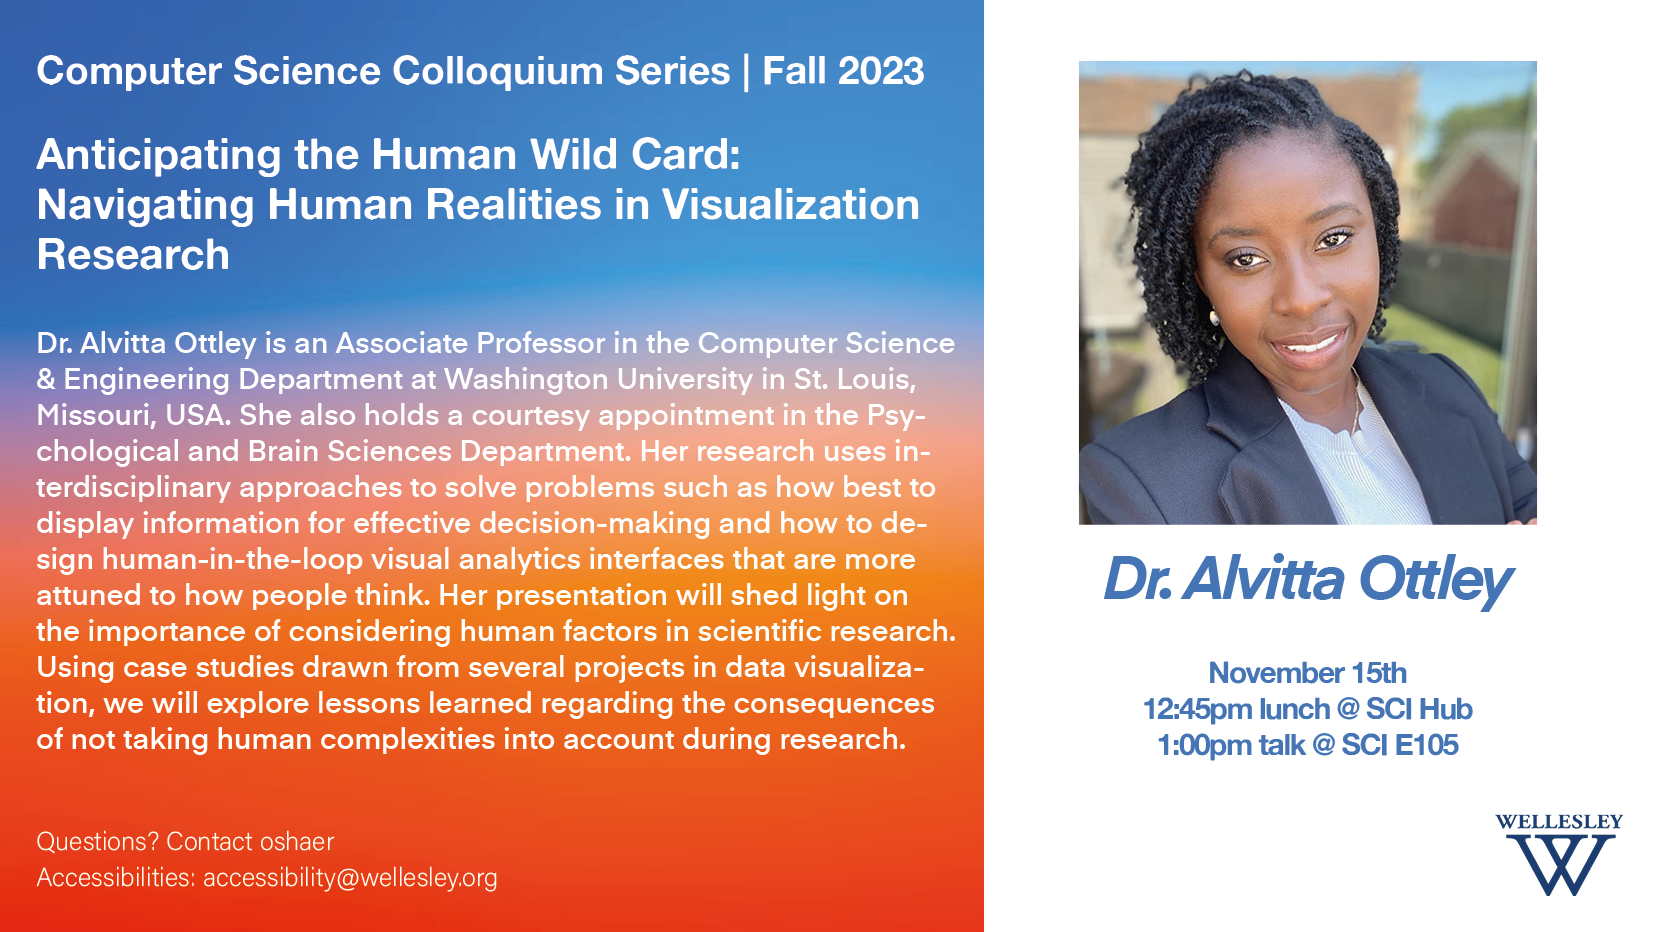 Computer Science Colloquium Series | Fall 2023
Anticipating the Human Wild Card:
Navigating Human Realities in Visualization
Research
Dr. Alvitta Ottley is an Associate Professor in the Computer Science
& Engineering Department at Washington University in St. Louis,
Missouri, USA. She also holds a courtesy appointment in the Psy-
chological and Brain Sciences Department. Her research uses in-
terdisciplinary approaches to solve problems such as how best to
display information for effective decision-making and how to de-
sign human-in-the-loop visual analytics interfaces that are more
attuned to how people think. Her presentation will shed light on
the importance of considering human factors in scientific research.
Using case studies drawn from several projects in data visualiza-
tion, we will explore lessons learned regarding the consequences
of not taking human complexities into account during research.
Questions? Contact oshaer
Accessibilities: accessibility@wellesley.org
Dr. Alvitta Ottley
November 15th
12:45pm lunch @ SCI Hub
1:00pm talk @ SCI E105
WELLESLEY
W